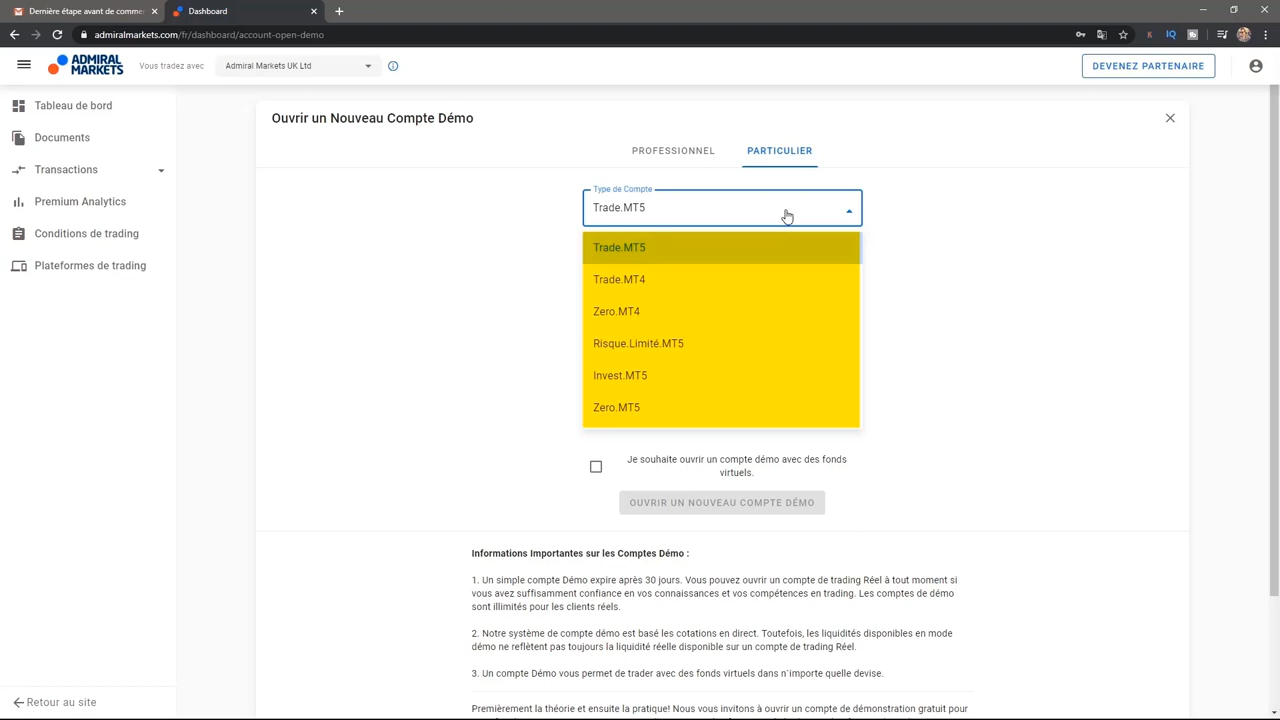 Dernière étape avant de commenc
Dashboard
admiralmarkets.com/fr/dashboard/account-open-demo
ADMIRAL
MARKETS
Vous tradez avec
Admiral Markets UK Ltd
DEVENEZ PARTENAIRE
Tableau de bord
Documents
Transactions
Premium Analytics
Conditions de trading
Plateformes de trading
Retour au site
Ouvrir un Nouveau Compte Démo
PROFESSIONNEL
PARTICULIER
Type de Compte
Trade.MT5
Trade.MT5
Trade.MT4
Zero.MT4
Risque.Limité.MT5
Invest.MT5
Zero.MT5
Je souhaite ouvrir un compte démo avec des fonds
virtuels.
OUVRIR UN NOUVEAU COMPTE DÉMO
Informations Importantes sur les Comptes Démo :
1. Un simple compte Démo expire après 30 jours. Vous pouvez ouvrir un compte de trading Réel à tout moment si
vous avez suffisamment confiance en vos connaissances et vos compétences en trading. Les comptes de démo
sont illimités pour les clients réels.
2. Notre système de compte démo est basé les cotations en direct. Toutefois, les liquidités disponibles en mode
démo ne reflètent pas toujours la liquidité réelle disponible sur un compte de trading Réel.
3. Un compte Démo vous permet de trader avec des fonds virtuels dans n`importe quelle devise.
Premièrement la théorie et ensuite la pratique! Nous vous invitons à ouvrir un compte de démonstration gratuit pour